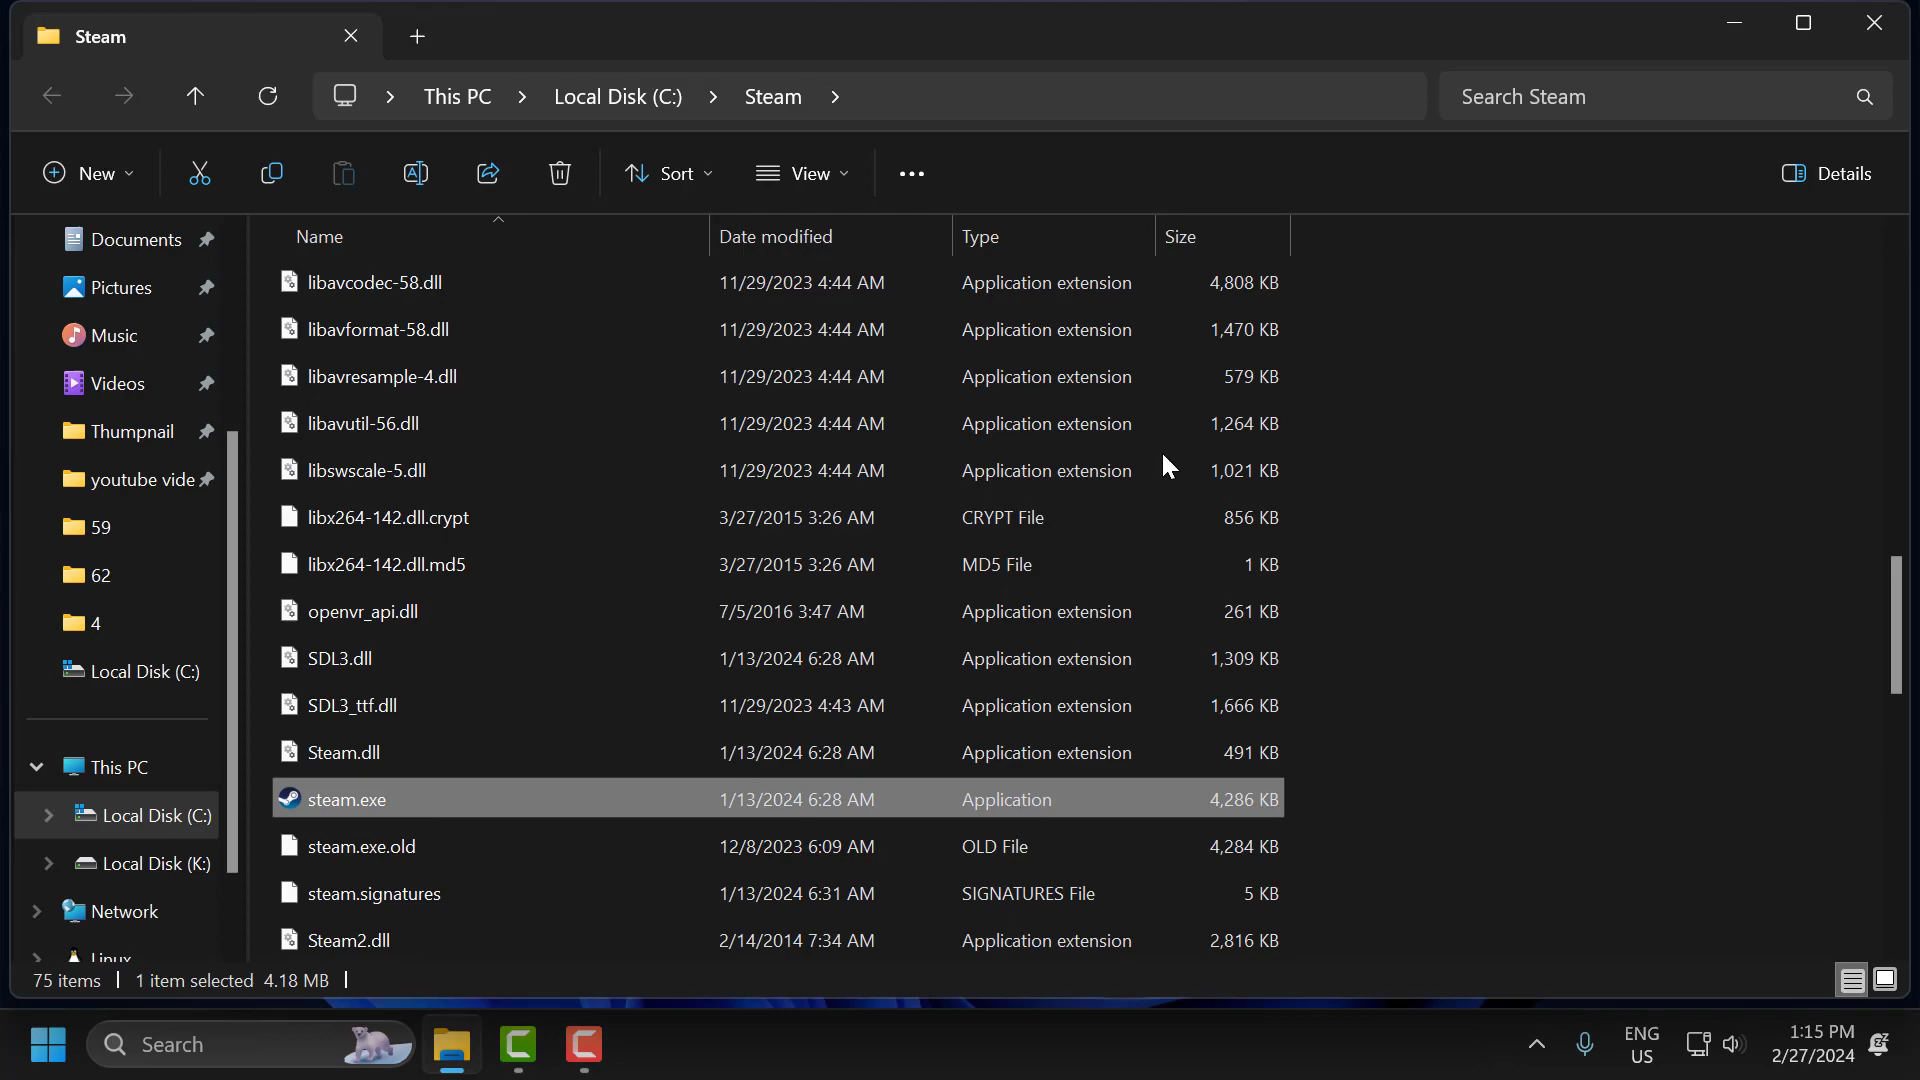 Steam
This PC
Local Disk (C:)
Steam
Search Steam
New
Sort
View
Details
Name Date modified Type Size
Documents
Pictures
Music
Videos
Thumpnail
youtube vide
59
62
4
Local Disk (C:)
This PC
Local Disk (C:)
Local Disk (K:)
Network
Linux
libavcodec-58.dll 11/29/2023 4:44 AM Application extension 4,808 KB
libavformat-58.dll 11/29/2023 4:44 AM Application extension 1,470 KB
libavresample-4.dll 11/29/2023 4:44 AM Application extension 579 KB
libavutil-56.dll 11/29/2023 4:44 AM Application extension 1,264 KB
libswscale-5.dll 11/29/2023 4:44 AM Application extension 1,021 KB
libx264-142.dll.crypt 3/27/2015 3:26 AM CRYPT File 856 KB
libx264-142.dll.md5 3/27/2015 3:26 AM MD5 File 1 KB
openvr_api.dll 7/5/2016 3:47 AM Application extension 261 KB
SDL3.dll 1/13/2024 6:28 AM Application extension 1,309 KB
SDL3_ttf.dll 11/29/2023 4:43 AM Application extension 1,666 KB
Steam.dll 1/13/2024 6:28 AM Application extension 491 KB
steam.exe 1/13/2024 6:28 AM Application 4,286 KB
steam.exe.old 12/8/2023 6:09 AM OLD File 4,284 KB
steam.signatures 1/13/2024 6:31 AM SIGNATURES File 5 KB
Steam2.dll 2/14/2014 7:34 AM Application extension 2,816 KB
75 items 1 item selected 4.18 MB
Search
ENG
US
1:15 PM
2/27/2024